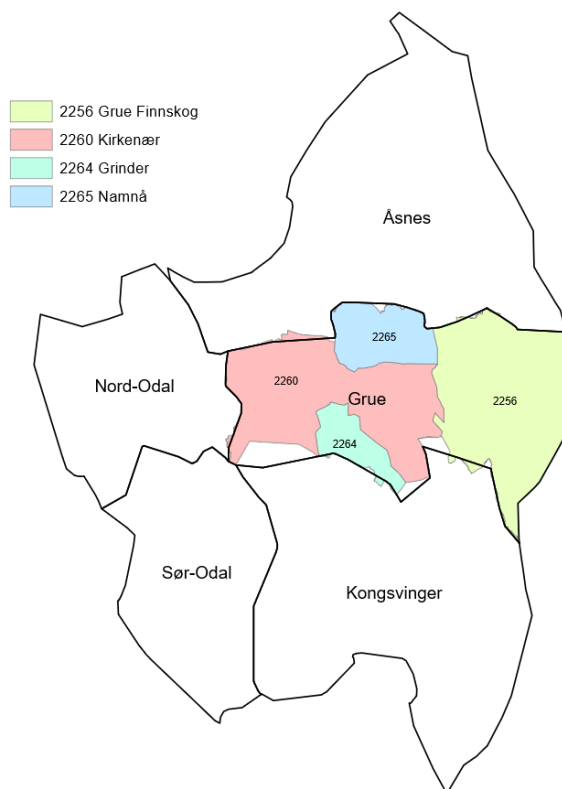 2256 Grue Finnskog
2260 Kirkenær
2264 Grinder
2265 Namnå
Åsnes
2265
Nord-Odal
2260
Grue
2256
2264
Sør-Odal
Kongsvinger